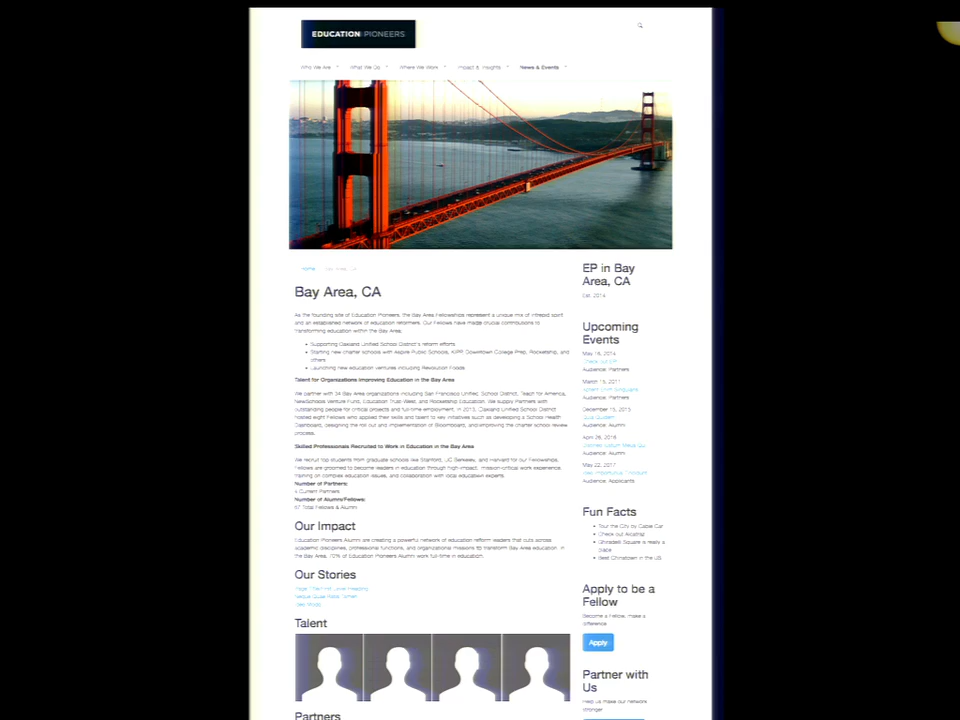 EDUCATION PIONEERS
Who We Are
What We Do
Where We Work
Impact & Insights
News & Events
Home
Bay Area, CA
Bay Area, CA
As the founding site of Education Pioneers, the Bay Area Fellowships represent a unique mix of intrepid spirit
and an established network of education reformers. Our Fellows have made crucial contributions to
transforming education within the Bay Area.
Supporting Oakland Unified School District's reform efforts
Starting new charter schools with Aspire Public Schools, KIPP, Downtown College Prep, Rocketship, and
others
Launching new education ventures including Revolution Foods
Talent for Organizations Improving Education in the Bay Area
We partner with 34 Bay Area organizations including San Francisco Unified, School District, Teach for America,
NewSchools Venture Fund, Education Trust-West, and Rocketship Education. We supply Partners with
outstanding people for critical projects and full-time employment. In 2013, Oakland Unified School District
hosted eight Fellows who applied their skills and talent to key initiatives such as developing a School Health
Dashboard, designing the roll out and implementation of Bloomboard, and improving the charter school review
process.
Skilled Professionals Recruited to Work in Education in the Bay Area
We recruit top students from graduate schools like Stanford, UC Berkeley, and Harvard for our Fellowships.
Fellows are groomed to become leaders in education through high-impact, mission-critical work experience,
training on complex education issues, and collaboration with local education experts.
Number of Partners:
Current Partners
Number of Alumni/Fellows:
57 Total Fellows & Alumni
Our Impact
Education Pioneers Alumni are creating a powerful network of education reform leaders that cuts across
academic disciplines, professional functions, and organizational missions to transform Bay Area education. In
the Bay Area, 70% of Education Pioneers Alumni work full-time in education.
Our Stories
Talent
Partners
EP in Bay
Area, CA
Est. 2014
Upcoming
Events
May 19, 2014
Check out EP!
Audience: Partners
March 15, 2011
Audience: Partners
December 15, 2013
Audience: Alumni
April 28, 2016
Audience: Alumni
May 22, 2017
Audience: Applicants
Fun Facts
Tour the City by Cable Car
Check out Alcatraz!
Ghiradelli Square is really a
place
Best Chinatown in the US
Apply to be a
Fellow
Become a Fellow, make a
difference
Apply
Partner with
Us
Help us make our network
stronger